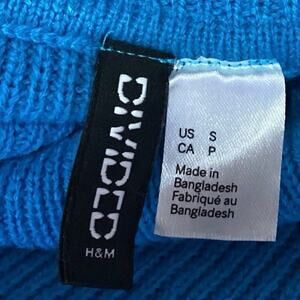 DIVIDED
H&M
US S
CA P
Made in
Bangladesh
Fabriqué au
Bangladesh